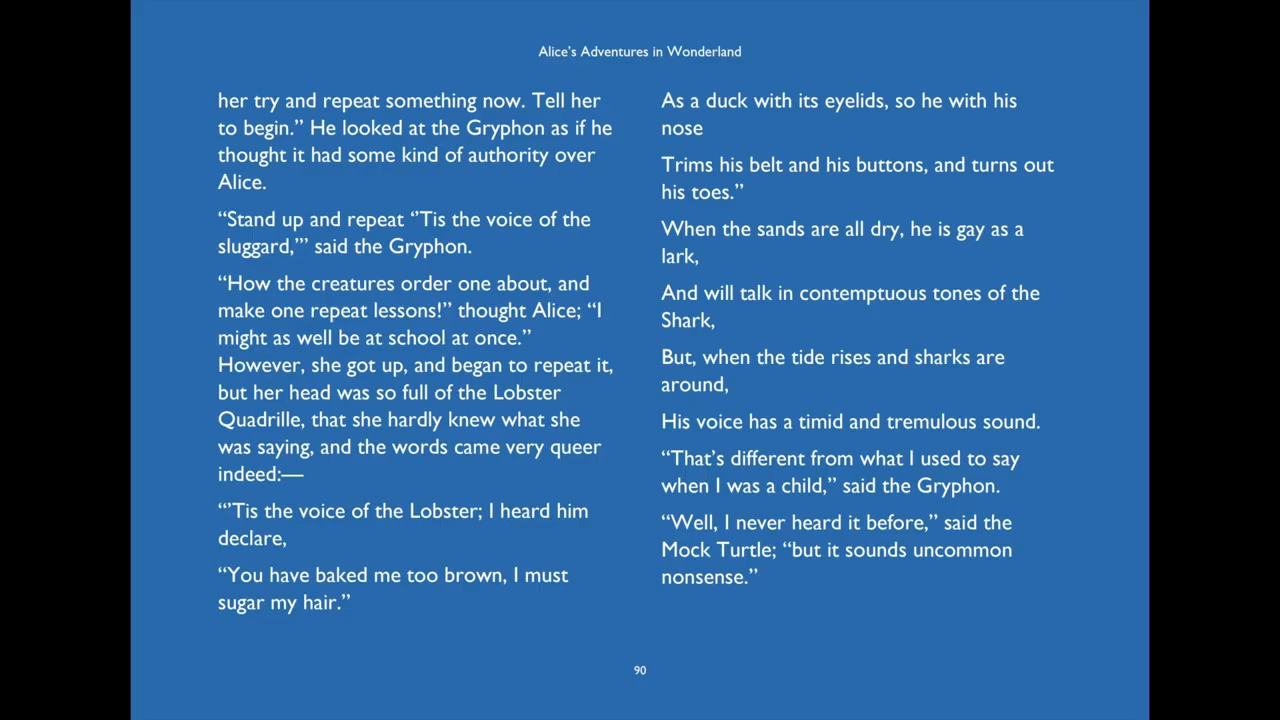 Alice’s Adventures in Wonderland
her try and repeat something now. Tell her
to begin.” He looked at the Gryphon as if he
thought it had some kind of authority over
Alice.
“Stand up and repeat ‘’Tis the voice of the
sluggard,’” said the Gryphon.
“How the creatures order one about, and
make one repeat lessons!” thought Alice; “I
might as well be at school at once.”
However, she got up, and began to repeat it,
but her head was so full of the Lobster
Quadrille, that she hardly knew what she
was saying, and the words came very queer
indeed:—
“’Tis the voice of the Lobster; I heard him
declare,
“You have baked me too brown, I must
sugar my hair.”
As a duck with its eyelids, so he with his
nose
Trims his belt and his buttons, and turns out
his toes.”
When the sands are all dry, he is gay as a
lark,
And will talk in contemptuous tones of the
Shark,
But, when the tide rises and sharks are
around,
His voice has a timid and tremulous sound.
“That’s different from what I used to say
when I was a child,” said the Gryphon.
“Well, I never heard it before,” said the
Mock Turtle; “but it sounds uncommon
nonsense.”
90